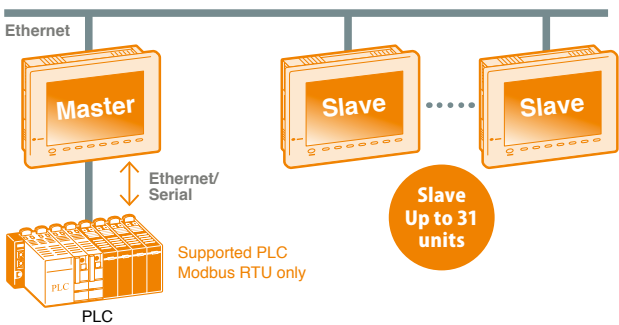 Ethernet
Master
Slave
Slave
Ethernet/
Serial
Slave
Up to 31
units
Supported PLC
Modbus RTU only
PLC
PLC